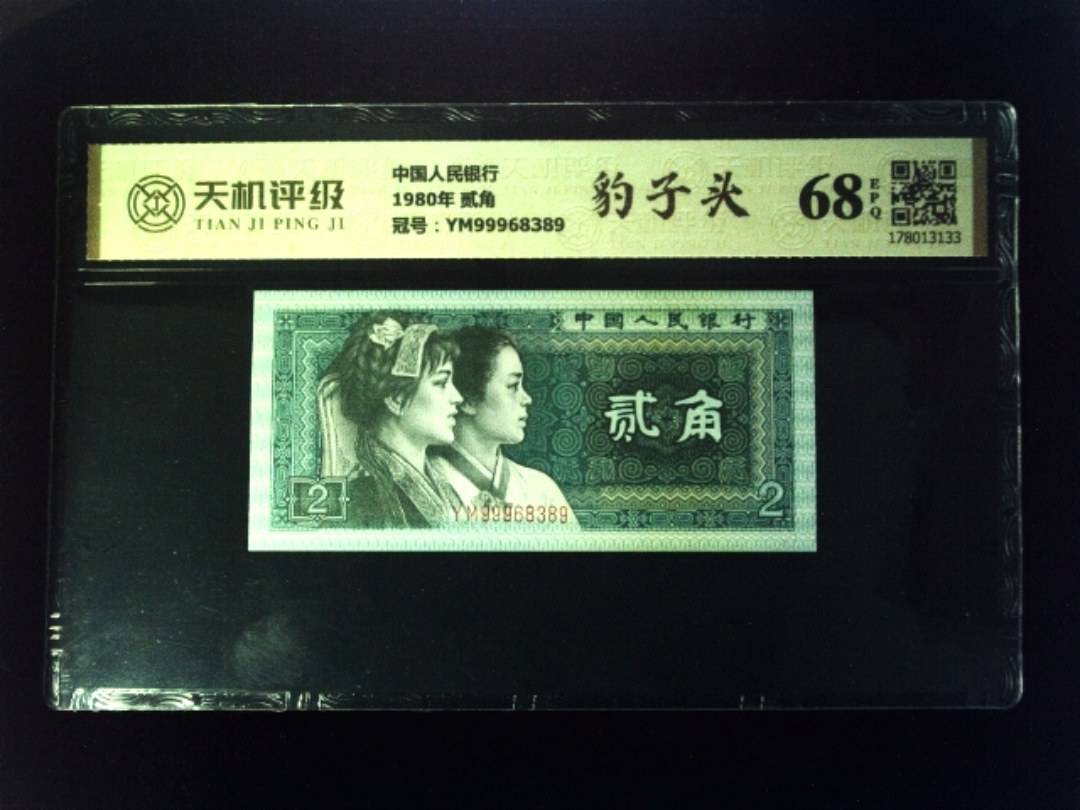 天机评级
TIAN JI PING JI
中国人民银行
1980年 贰角
冠号：YM99968389
豹子头
68
EPQ
178013133
中国人民银行
贰角
2
2
YM99968389